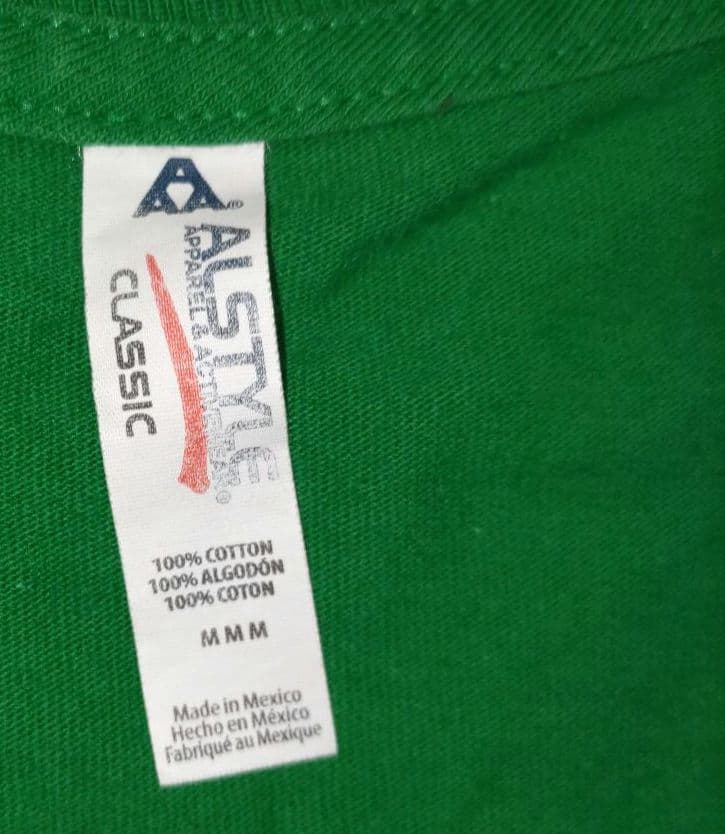 AAA®
ALSTYLE
APPAREL & ACTIVEWEAR®
CLASSIC
100% COTTON
100% ALGODÓN
100% COTON
M M M
Made in Mexico
Hecho en México
Fabriqué au Mexique